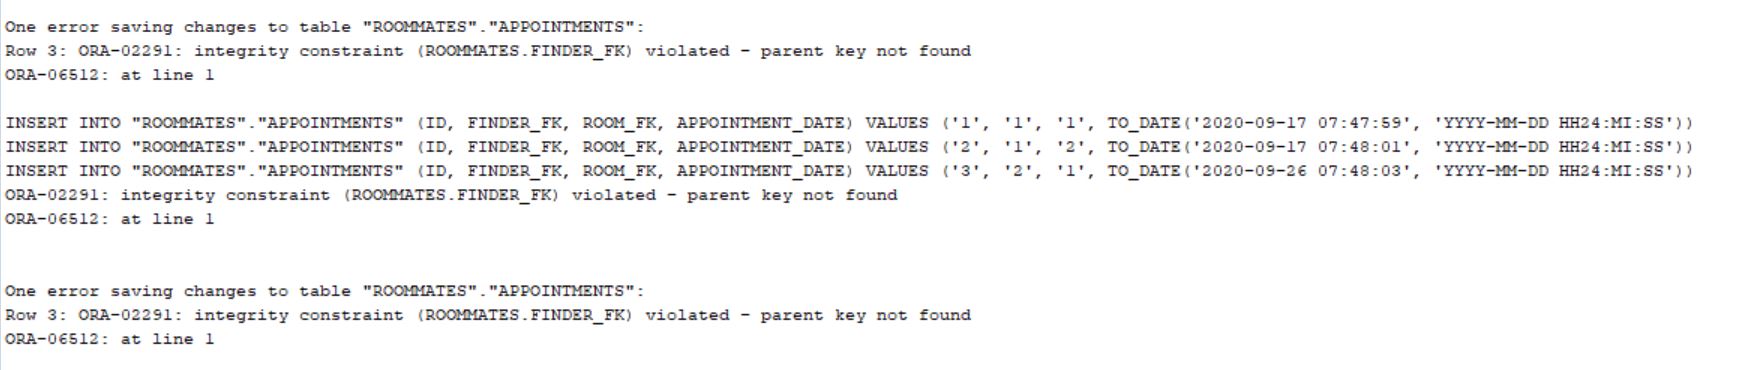 One error saving changes to table "ROOMMATES"."APPOINTMENTS":
Row 3: ORA-02291: integrity constraint (ROOMMATES.FINDER_FK) violated - parent key not found
ORA-06512: at line 1
INSERT INTO "ROOMMATES"."APPOINTMENTS" (ID, FINDER_FK, ROOM_FK, APPOINTMENT_DATE) VALUES ('1', '1', '1', TO_DATE('2020-09-17 07:47:59', 'YYYY-MM-DD HH24:MI:SS'))
INSERT INTO "ROOMMATES"."APPOINTMENTS" (ID, FINDER_FK, ROOM_FK, APPOINTMENT_DATE) VALUES ('2', '1', '2', TO_DATE('2020-09-17 07:48:01', 'YYYY-MM-DD HH24:MI:SS'))
INSERT INTO "ROOMMATES"."APPOINTMENTS" (ID, FINDER_FK, ROOM_FK, APPOINTMENT_DATE) VALUES ('3', '2', '1', TO_DATE('2020-09-26 07:48:03', 'YYYY-MM-DD HH24:MI:SS'))
ORA-02291: integrity constraint (ROOMMATES.FINDER_FK) violated - parent key not found
ORA-06512: at line 1
One error saving changes to table "ROOMMATES"."APPOINTMENTS":
Row 3: ORA-02291: integrity constraint (ROOMMATES.FINDER_FK) violated - parent key not found
ORA-06512: at line 1